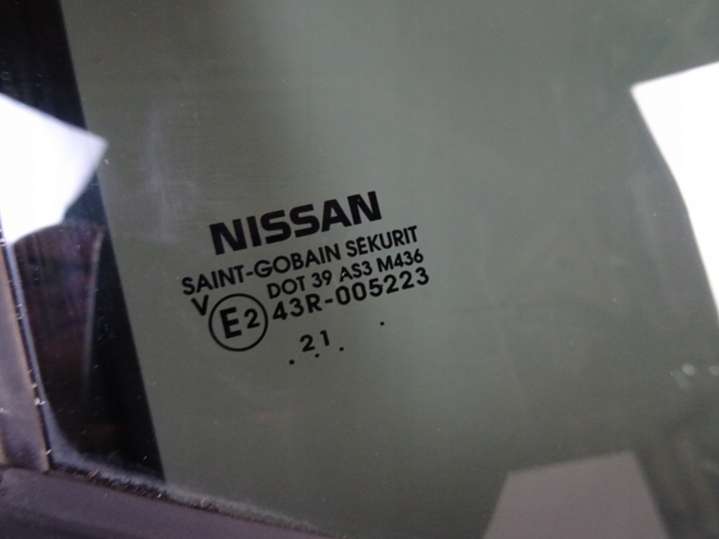 NISSAN
SAINT-GOBAIN SEKURIT
DOT 39 AS3 M436
V E2 43R-005223
. 21 . . . .